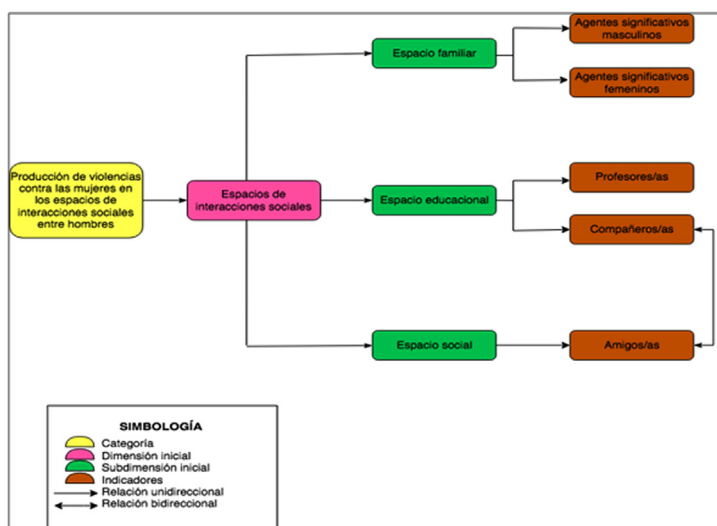 Producción de violencias
contra las mujeres en
los espacios de
interacciones sociales
entre hombres
Espacios de
interacciones sociales
Espacio familiar
Agentes significativos
masculinos
Agentes significativos
femeninos
Espacio educacional
Profesores/as
Compañeros/as
Espacio social
Amigos/as
SIMBOLOGÍA
Categoría
Dimensión inicial
Subdimensión inicial
Indicadores
Relación unidireccional
Relación bidireccional